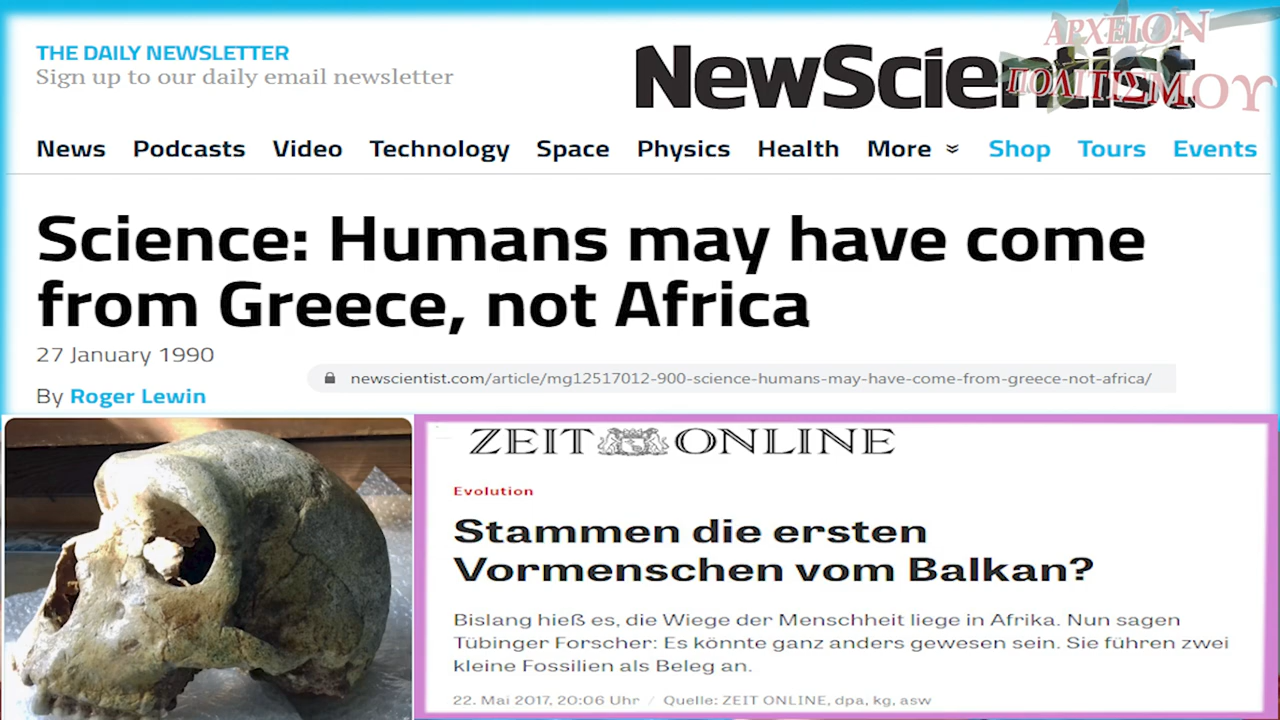 THE DAILY NEWSLETTER
Sign up to our daily email newsletter
NewScientist
ΑΡΧΕΙΟΝ
ΠΟΛΙΤΙΣΜΟΥ
News Podcasts Video Technology Space Physics Health More Shop Tours Events
Science: Humans may have come
from Greece, not Africa
27 January 1990
newscientist.com/article/mg12517012-900-science-humans-may-have-come-from-greece-not-africa/
By Roger Lewin
ZEIT ONLINE
Evolution
Stammen die ersten
Vormenschen vom Balkan?
Bislang hieß es, die Wiege der Menschheit liege in Afrika. Nun sagen
Tübinger Forscher: Es könnte ganz anders gewesen sein. Sie führen zwei
kleine Fossilien als Beleg an.
22. Mai 2017, 20:06 Uhr / Quelle: ZEIT ONLINE, dpa, kg, asw